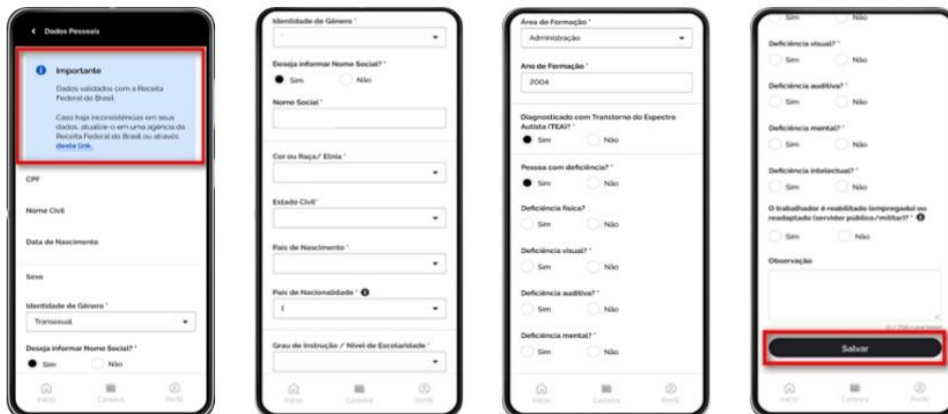 Dados Pessoais
Importante
Dados validados com a Receita
Federal do Brasil.
Caso haja inconsistências em seus
dados, atualize-o em uma agência da
Receita Federal do Brasil ou através
deste link.
CPF
Nome Civil
Data de Nascimento
Sexo
Identidade de Gênero *
Transexual
Deseja informar Nome Social? *
Sim Não
Início Carteira Perfil
Identidade de Gênero *
Deseja informar Nome Social? *
Sim Não
Nome Social *
Cor ou Raça/ Etnia *
Estado Civil *
País de Nascimento *
País de Nacionalidade *
Grau de Instrução / Nível de Escolaridade *
Início Carteira Perfil
Área de Formação *
Administração
Ano de Formação *
2004
Diagnosticado com Transtorno do Espectro
Autista (TEA)? *
Sim Não
Pessoa com deficiência? *
Sim Não
Deficiência física? *
Sim Não
Deficiência visual? *
Sim Não
Deficiência auditiva? *
Sim Não
Deficiência mental? *
Sim Não
Início Carteira Perfil
Sim Não
Deficiência visual? *
Sim Não
Deficiência auditiva? *
Sim Não
Deficiência mental? *
Sim Não
Deficiência intelectual? *
Sim Não
O trabalhador é reabilitado (empregado) ou
readaptado (servidor público/militar)? *
Sim Não
Observação
Salvar
Início Carteira Perfil